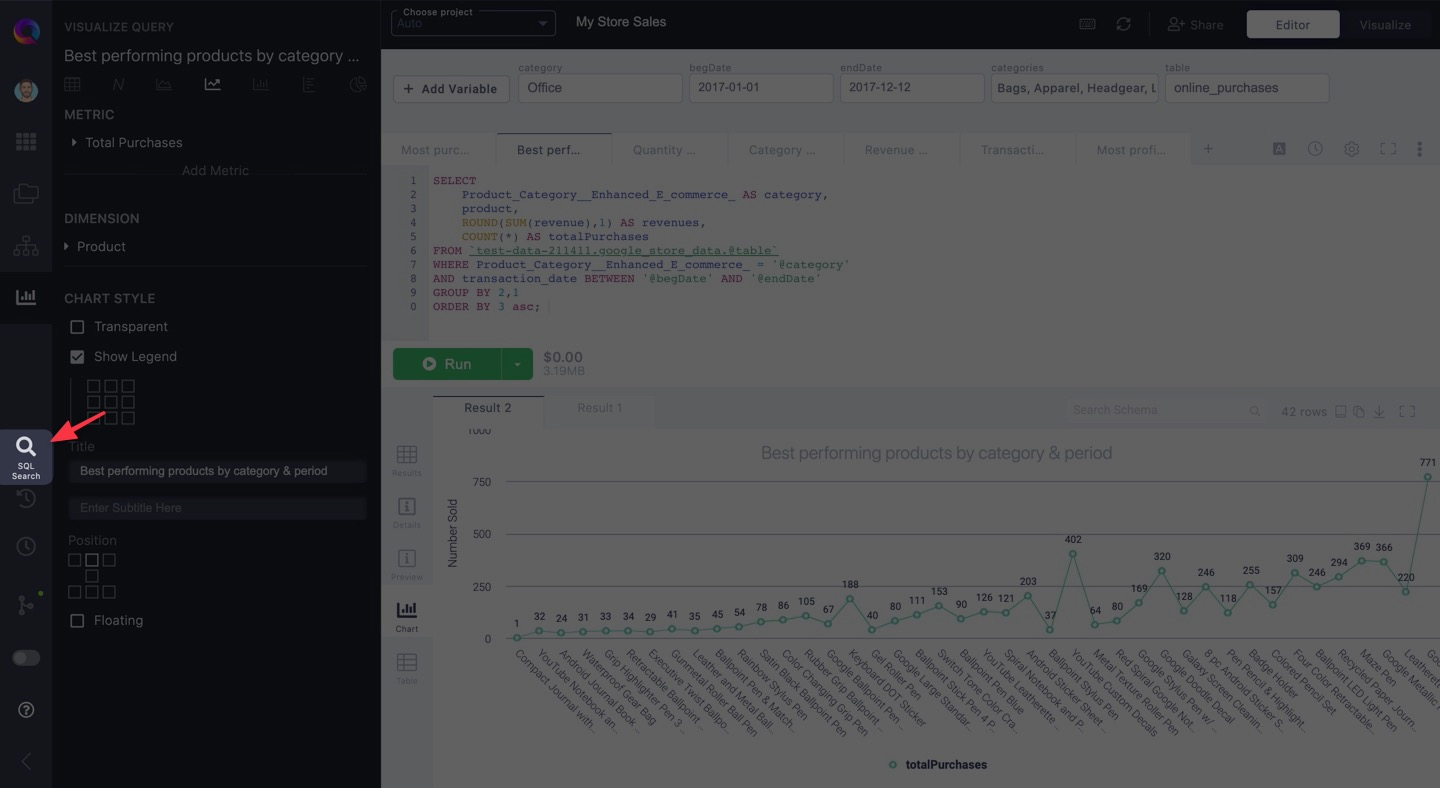 VISUALIZE QUERY
Best performing products by category ...
METRIC
Total Purchases
Add Metric
DIMENSION
Product
CHART STYLE
Transparent
Show Legend
SQL
Search
Title
Best performing products by category & period
Enter Subtitle Here
Position
Floating
Choose project
Auto
My Store Sales
Share
Editor
Visualize
+ Add Variable
category
Office
begDate
2017-01-01
endDate
2017-12-12
categories
Bags, Apparel, Headgear, L
table
online_purchases
Most purc...
Best perf...
Quantity ...
Category ...
Revenue ...
Transacti...
Most profi...
+
A
1 SELECT
2 Product_Category__Enhanced_E_commerce_ AS category,
3 product,
4 ROUND(SUM(revenue),1) AS revenues,
5 COUNT(*) AS totalPurchases
6 FROM `test-data-211411.google_store_data.@table`
7 WHERE Product_Category__Enhanced_E_commerce_ = '@category'
8 AND transaction_date BETWEEN '@begDate' AND '@endDate'
9 GROUP BY 2,1
0 ORDER BY 3 asc;
Run
$0.00
3.19MB
Result 2
Result 1
Search Schema
42 rows
Results
Details
Preview
Chart
Table
Best performing products by category & period
Number Sold
1000
750
500
250
0
1 32 24 31 33 34 29 41 35 45 54 78 86 105 67 188 40 80 111 153 90 126 121 203 37 402 64 80 169 320 128 246 118 255 157 309 246 294 369 366 220 771
Compact Journal with...
YouTube Notebook an...
Android Journal Book ...
Waterproof Gear Bag
Grip Highlighter Pen 3 ...
Retractable Ballpoint ...
Executive Twist Ballpo...
Gunmetal Roller Ball Pen
Leather and Metal Ball...
Ballpoint Pen & Match...
Rainbow Stylus Pen
Satin Black Ballpoint Pen
Color Changing Grip Pen
Rubber Grip Ballpoint ...
Google Ballpoint Pen...
Keyboard DOT Sticker
Gel Roller Pen
Google Large Standar...
Ballpoint Stick Pen 4 P...
Switch Tone Color Cra...
Ballpoint Pen Blue
YouTube Leatherette ...
Spiral Notebook and P...
Android Sticker Sheet ...
Ballpoint Stylus Pen
YouTube Custom Decals
Metal Texture Roller Pen
Red Spiral Google Not...
Google Stylus Pen w/ ...
Google Doodle Decal
Galaxy Screen Cleanin...
8 pc Android Sticker S...
Pen Pencil & Highlight...
Badge Holder
Colored Pencil Set
Four Color Retractable...
Ballpoint LED Light Pen
Recycled Paper Journ...
Maze Pen
Google Metallic
Leatherett
Goo
totalPurchases